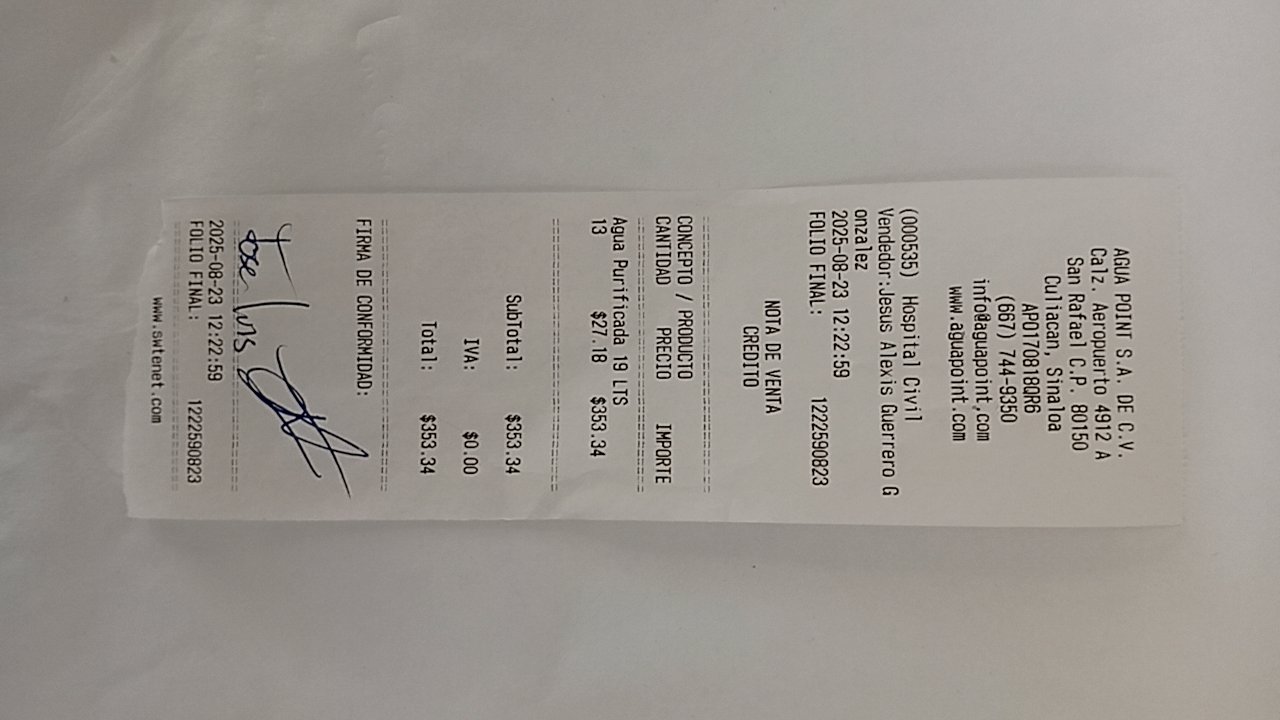 AGUA POINT S.A. DE C.V.
Calz. Aeropuerto 4912 A
San Rafael C.P. 80150
Culiacan, Sinaloa
APO170818QR6
(667) 744-9350
info@aguapoint,com
www.aguapoint.com
(000535) Hospital Civil
Vendedor:Jesus Alexis Guerrero G
onzalez
2025-08-23 12:22:59
FOLIO FINAL: 1222590823
NOTA DE VENTA
CREDITO
CONCEPTO / PRODUCTO
CANTIDAD PRECIO IMPORTE
Agua Purificada 19 LTS
13 $27.18 $353.34
SubTotal: $353.34
IVA: $0.00
Total: $353.34
FIRMA DE CONFORMIDAD:
Jose Luis
2025-08-23 12:22:59
FOLIO FINAL: 1222590823
www.swtenet.com